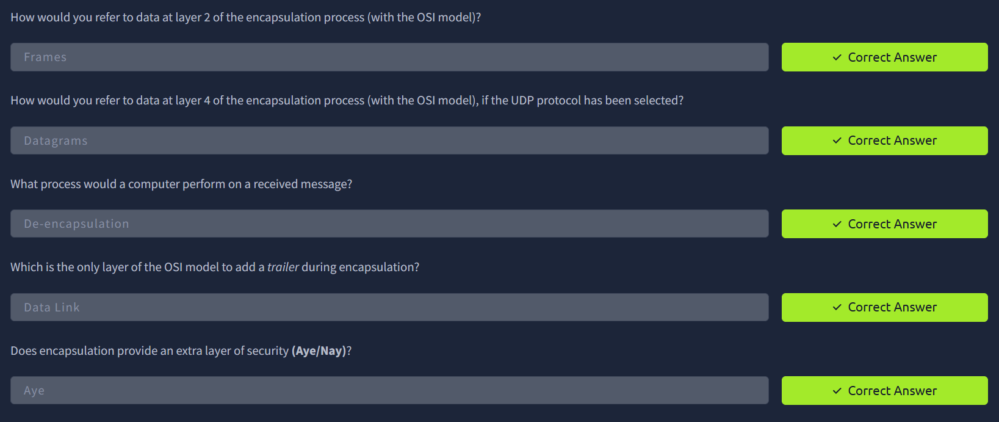 How would you refer to data at layer 2 of the encapsulation process (with the OSI model)?
Frames
✓ Correct Answer
How would you refer to data at layer 4 of the encapsulation process (with the OSI model), if the UDP protocol has been selected?
Datagrams
✓ Correct Answer
What process would a computer perform on a received message?
De-encapsulation
✓ Correct Answer
Which is the only layer of the OSI model to add a trailer during encapsulation?
Data Link
✓ Correct Answer
Does encapsulation provide an extra layer of security (Aye/Nay)?
Aye
✓ Correct Answer